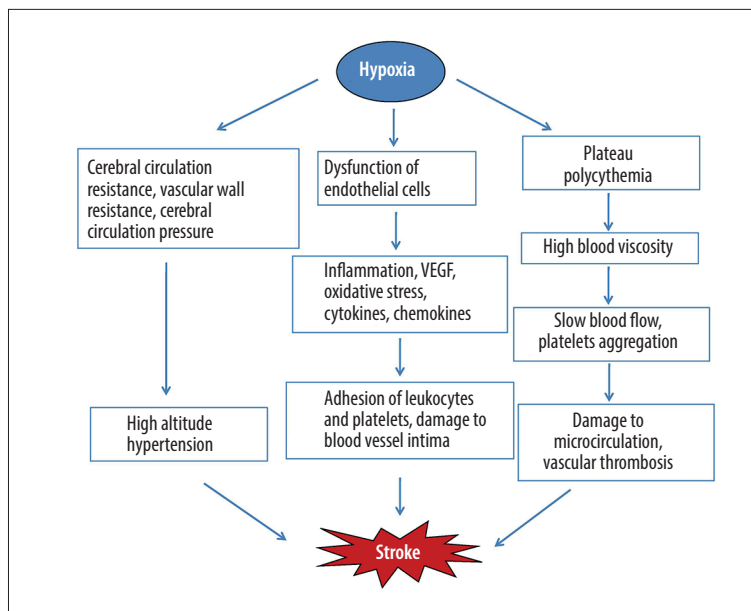 Hypoxia
Cerebral circulation
resistance, vascular wall
resistance, cerebral
circulation pressure
High altitude
hypertension
Dysfunction of
endothelial cells
Inflammation, VEGF,
oxidative stress,
cytokines, chemokines
Adhesion of leukocytes
and platelets, damage to
blood vessel intima
Plateau
polycythemia
High blood viscosity
Slow blood flow,
platelets aggregation
Damage to
microcirculation,
vascular thrombosis
Stroke